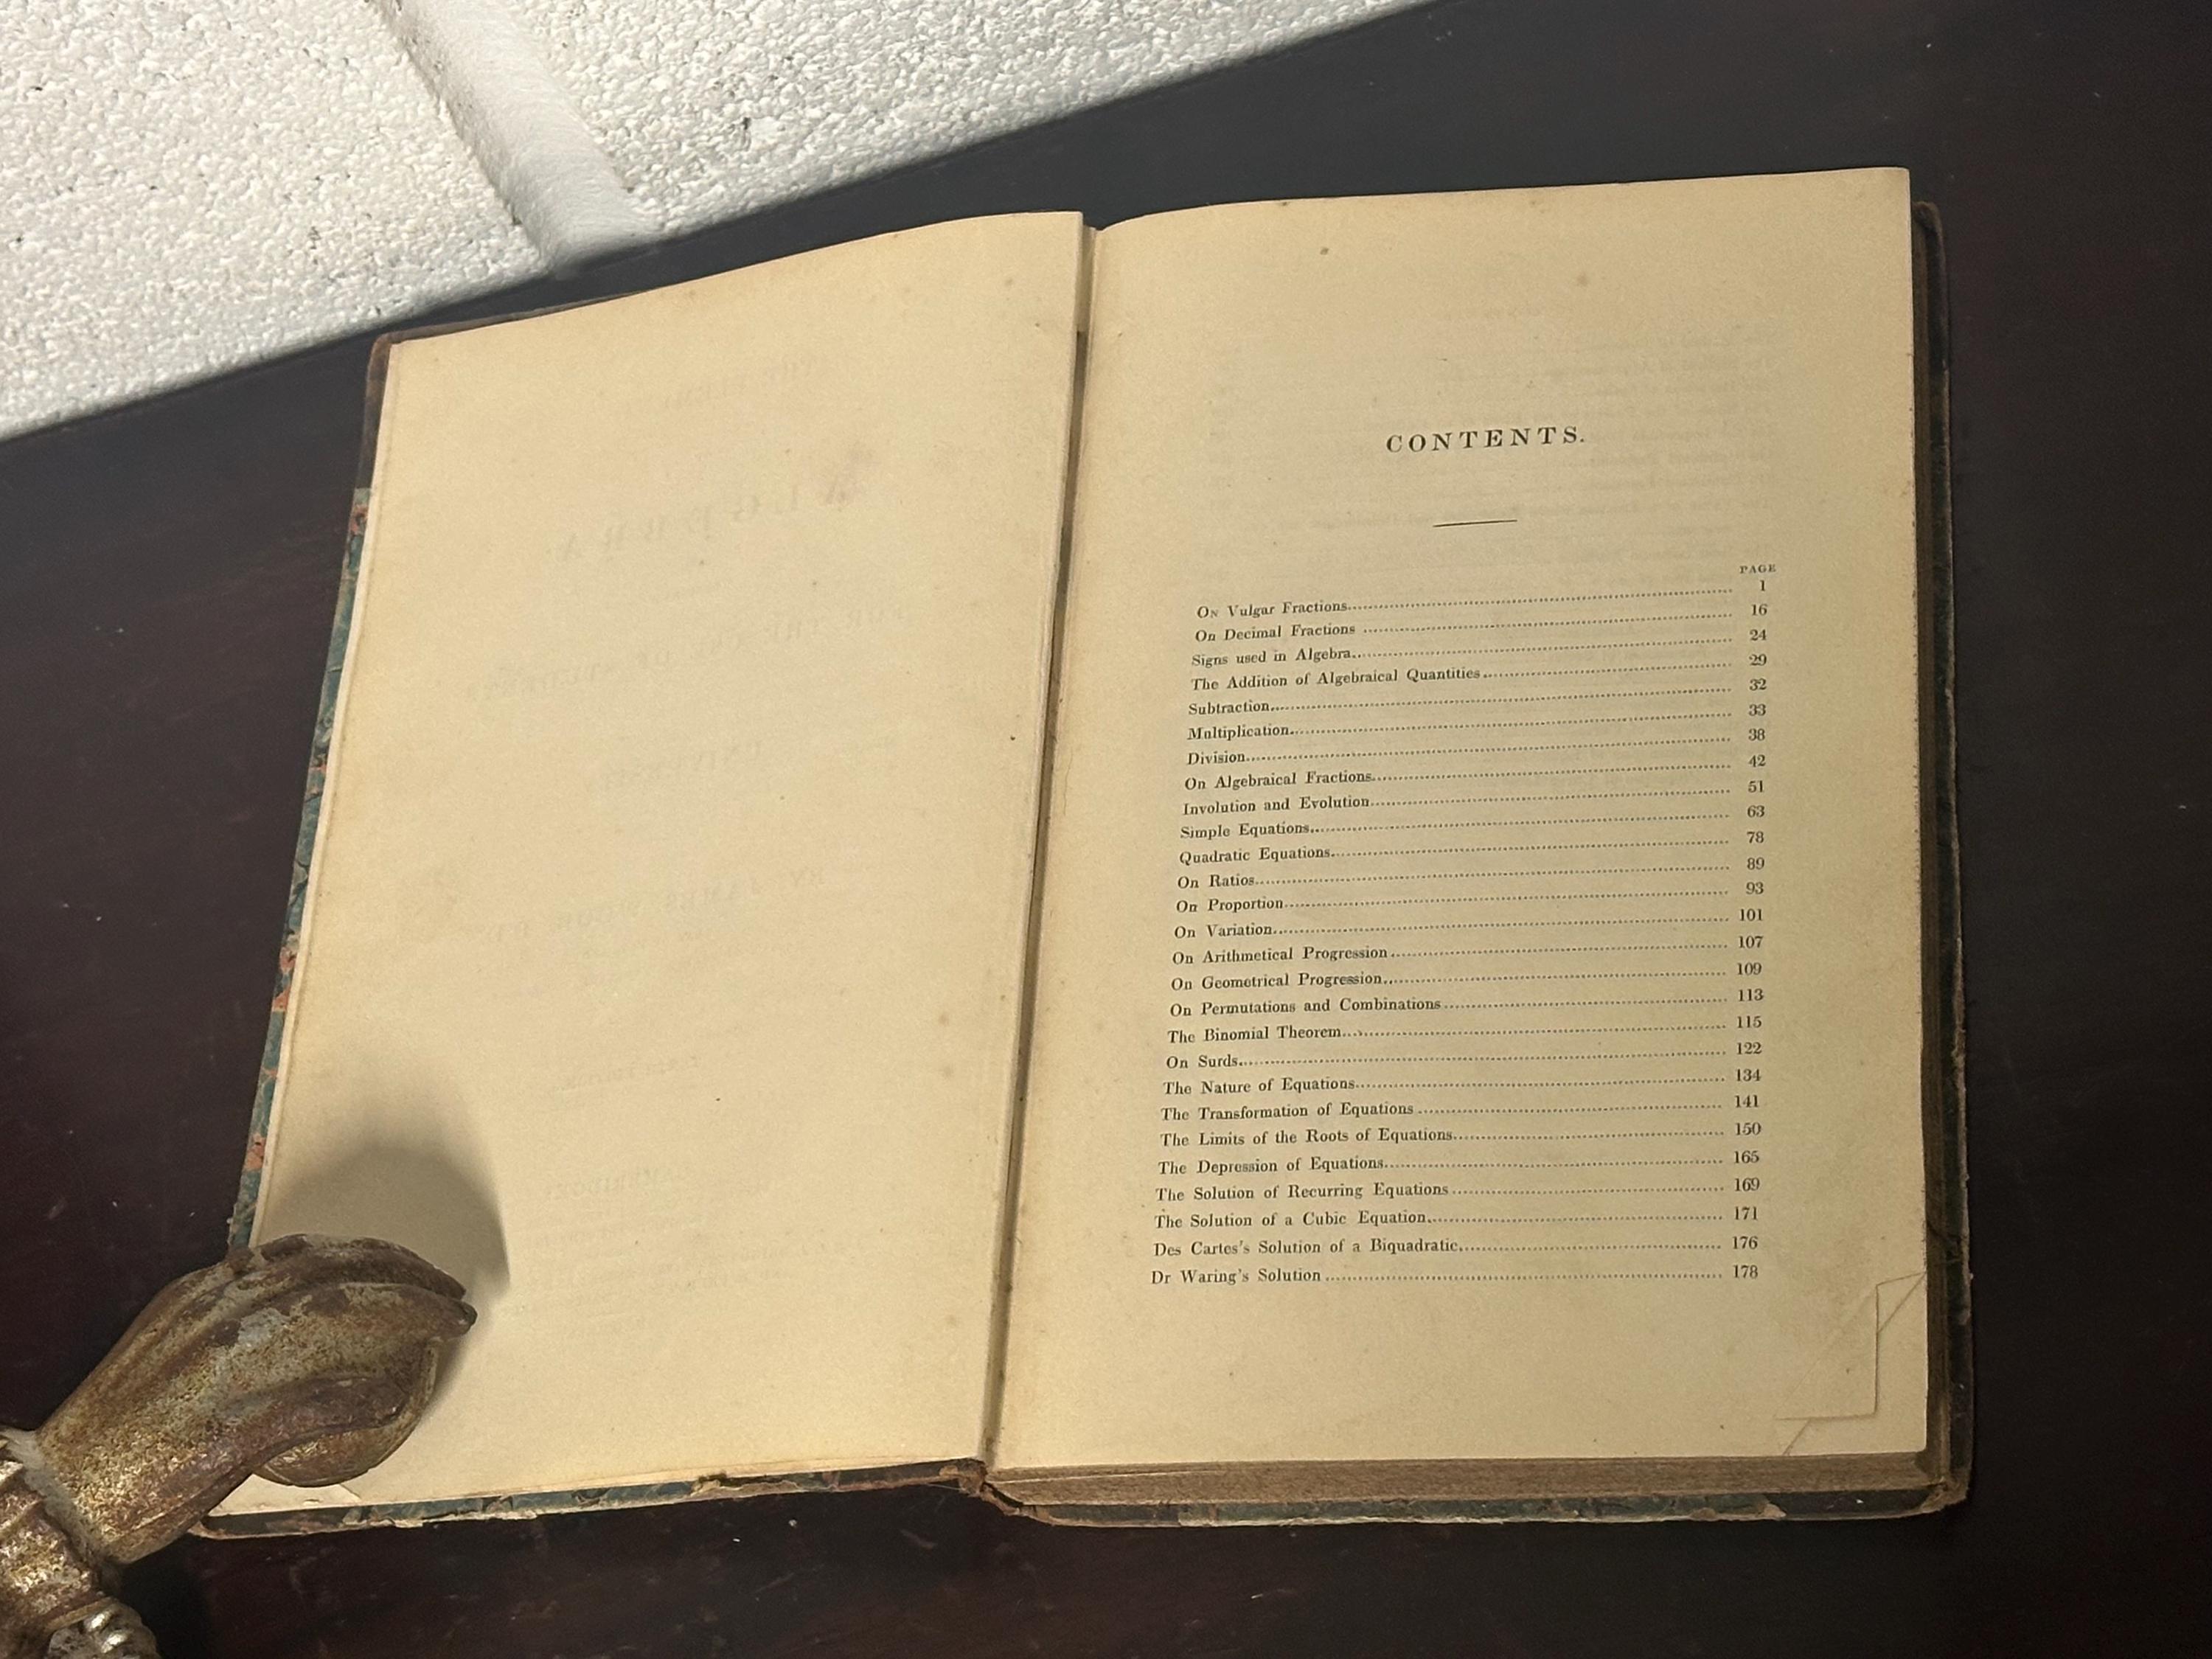 CONTENTS.
PAGE
On Vulgar Fractions 1
On Decimal Fractions 16
Signs used in Algebra 24
The Addition of Algebraical Quantities 29
Subtraction 32
Multiplication 33
Division 38
On Algebraical Fractions 42
Involution and Evolution 51
Simple Equations 63
Quadratic Equations 78
On Ratios 89
On Proportion 93
On Variation 101
On Arithmetical Progression 107
On Geometrical Progression 109
On Permutations and Combinations 113
The Binomial Theorem 115
On Surds 122
The Nature of Equations 134
The Transformation of Equations 141
The Limits of the Roots of Equations 150
The Depression of Equations 165
The Solution of Recurring Equations 169
The Solution of a Cubic Equation 171
Des Cartes's Solution of a Biquadratic 176
Dr Waring's Solution 178